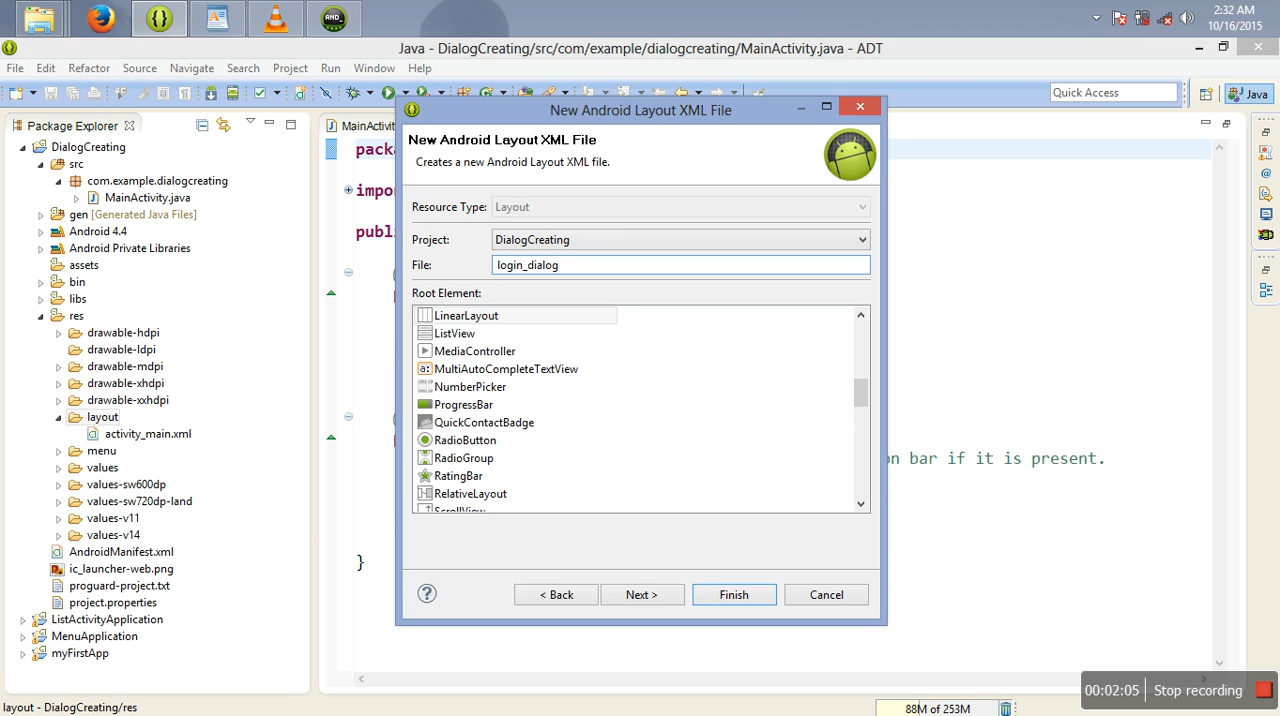 AND
2:32 AM
10/16/2015
Java - DialogCreating/src/com/example/dialogcreating/MainActivity.java - ADT
File Edit Refactor Source Navigate Search Project Run Window Help
Quick Access
Java
Package Explorer
MainActivit
New Android Layout XML File
New Android Layout XML File
Creates a new Android Layout XML file.
Resource Type: Layout
Project: DialogCreating
File: login_dialog
Root Element:
LinearLayout
ListView
MediaController
MultiAutoCompleteTextView
NumberPicker
ProgressBar
QuickContactBadge
RadioButton
RadioGroup
RatingBar
RelativeLayout
ScrollView
< Back
Next >
Finish
Cancel
DialogCreating
src
com.example.dialogcreating
MainActivity.java
gen [Generated Java Files]
Android 4.4
Android Private Libraries
assets
bin
libs
res
drawable-hdpi
drawable-ldpi
drawable-mdpi
drawable-xhdpi
drawable-xxhdpi
layout
activity_main.xml
menu
values
values-sw600dp
values-sw720dp-land
values-v11
values-v14
AndroidManifest.xml
ic_launcher-web.png
proguard-project.txt
project.properties
ListActivityApplication
MenuApplication
myFirstApp
packa
impor
publi
on bar if it is present.
}
layout - DialogCreating/res
88M of 253M
00:02:05 Stop recording